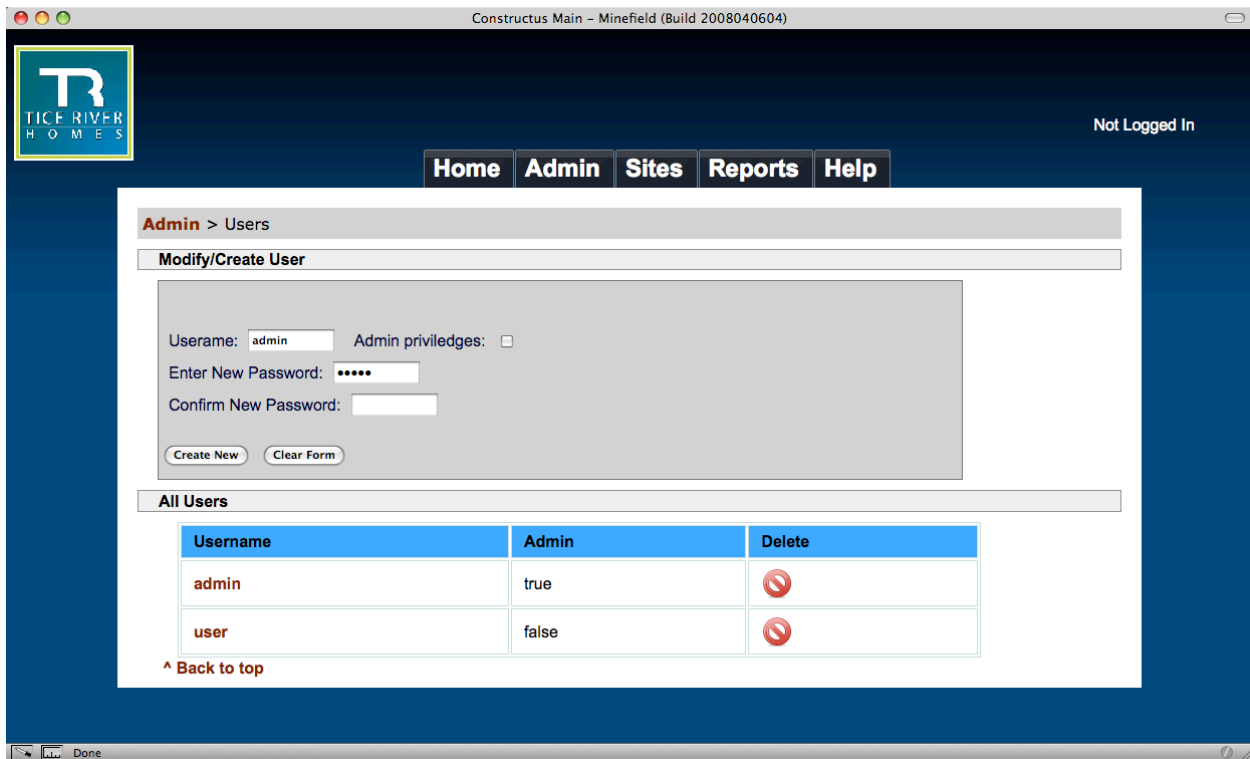 Constructus Main – Minefield (Build 2008040604)
TR
TICE RIVER
HOMES
Not Logged In
Home Admin Sites Reports Help
Admin > Users
Modify/Create User
Userame: admin Admin priviledges:
Enter New Password: •••••
Confirm New Password:
Create New Clear Form
All Users
Username Admin Delete
admin true
user false
^ Back to top
Done